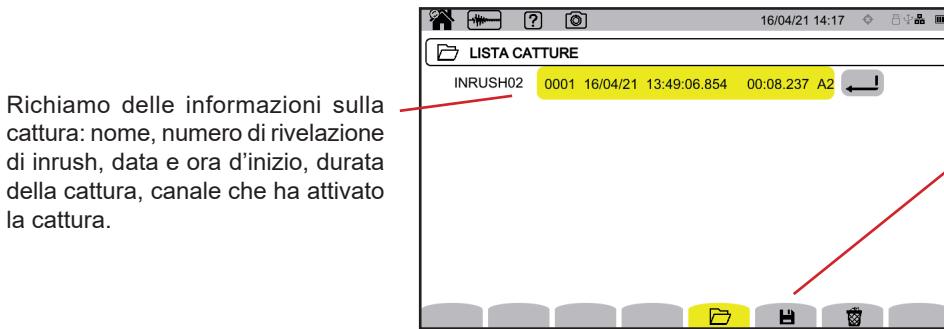 16/04/21 14:17
LISTA CATTURE
INRUSH02 0001 16/04/21 13:49:06.854 00:08.237 A2
Richiamo delle informazioni sulla
cattura: nome, numero di rivelazione
di inrush, data e ora d'inizio, durata
della cattura, canale che ha attivato
la cattura.